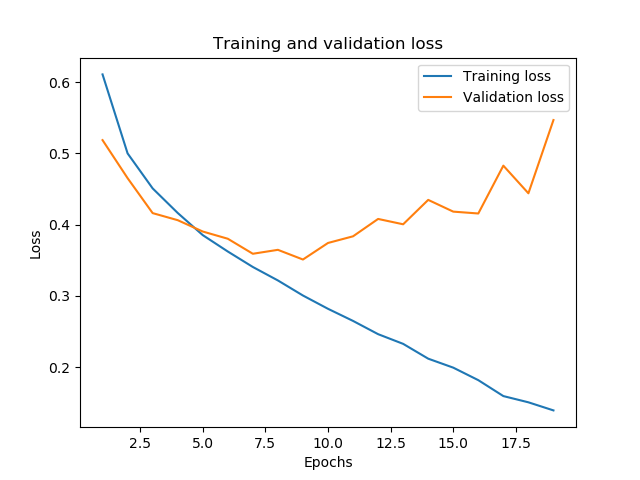 Training and validation loss
Training loss
Validation loss
0.6
0.5
0.4
0.3
0.2
Loss
2.5 5.0 7.5 10.0 12.5 15.0 17.5
Epochs